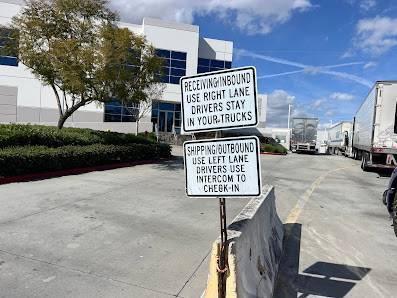 RECEIVING/INBOUND
USE RIGHT LANE
DRIVERS STAY
IN YOUR TRUCKS
SHIPPING/OUTBOUND
USE LEFT LANE
DRIVERS USE
INTERCOM TO
CHECK-IN